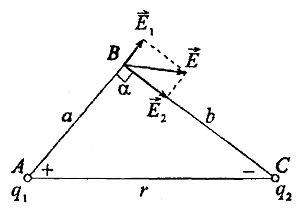 E⃗₁
B
E⃗
α
E⃗₂
a
b
A
C
+
−
q₁
r
q₂